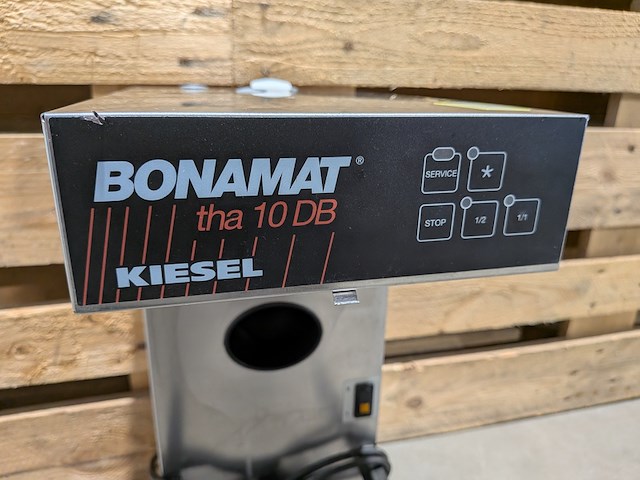 BONAMAT®
tha 10 DB
KIESEL
SERVICE
*
STOP
1/2
1/1